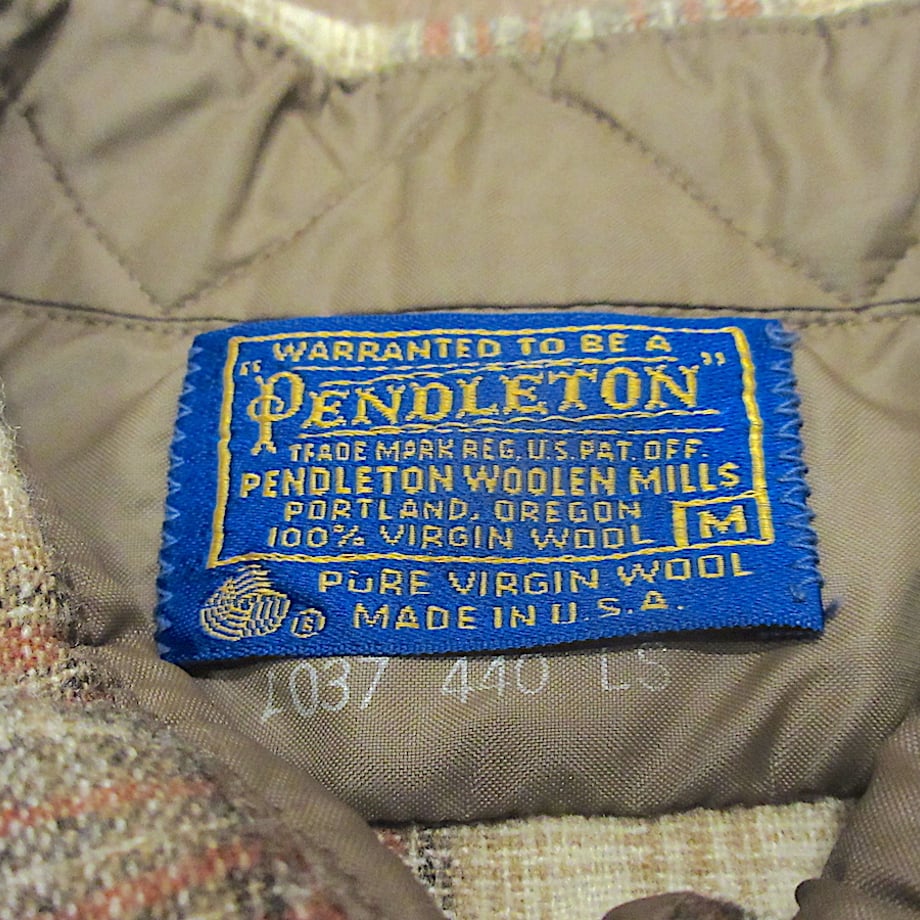 WARRANTED TO BE A
"PENDLETON"
TRADE MARK REG. U.S. PAT. OFF.
PENDLETON WOOLEN MILLS
PORTLAND, OREGON
100% VIRGIN WOOL M
PURE VIRGIN WOOL
MADE IN U.S.A.
1037 440 LS